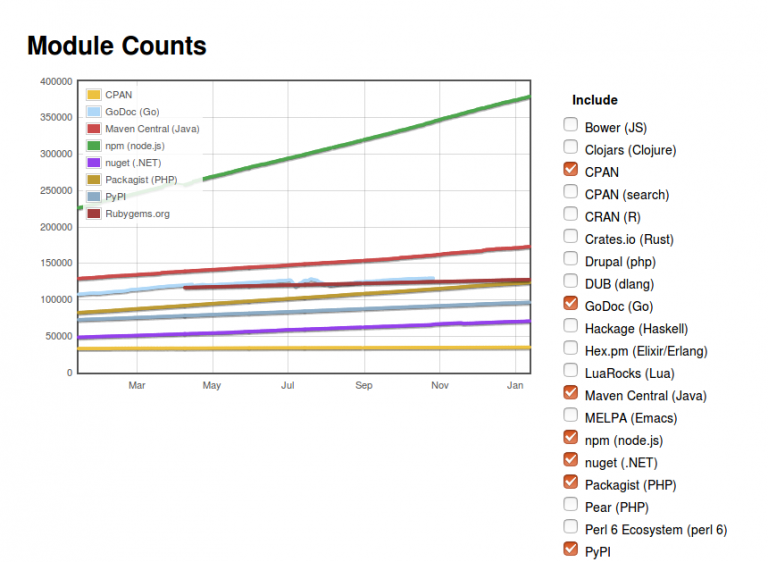 Module Counts
400000
350000
300000
250000
200000
150000
100000
50000
0
CPAN
GoDoc (Go)
Maven Central (Java)
npm (node.js)
nuget (.NET)
Packagist (PHP)
PyPI
Rubygems.org
Mar May Jul Sep Nov Jan
Include
Bower (JS)
Clojars (Clojure)
CPAN
CPAN (search)
CRAN (R)
Crates.io (Rust)
Drupal (php)
DUB (dlang)
GoDoc (Go)
Hackage (Haskell)
Hex.pm (Elixir/Erlang)
LuaRocks (Lua)
Maven Central (Java)
MELPA (Emacs)
npm (node.js)
nuget (.NET)
Packagist (PHP)
Pear (PHP)
Perl 6 Ecosystem (perl 6)
PyPI